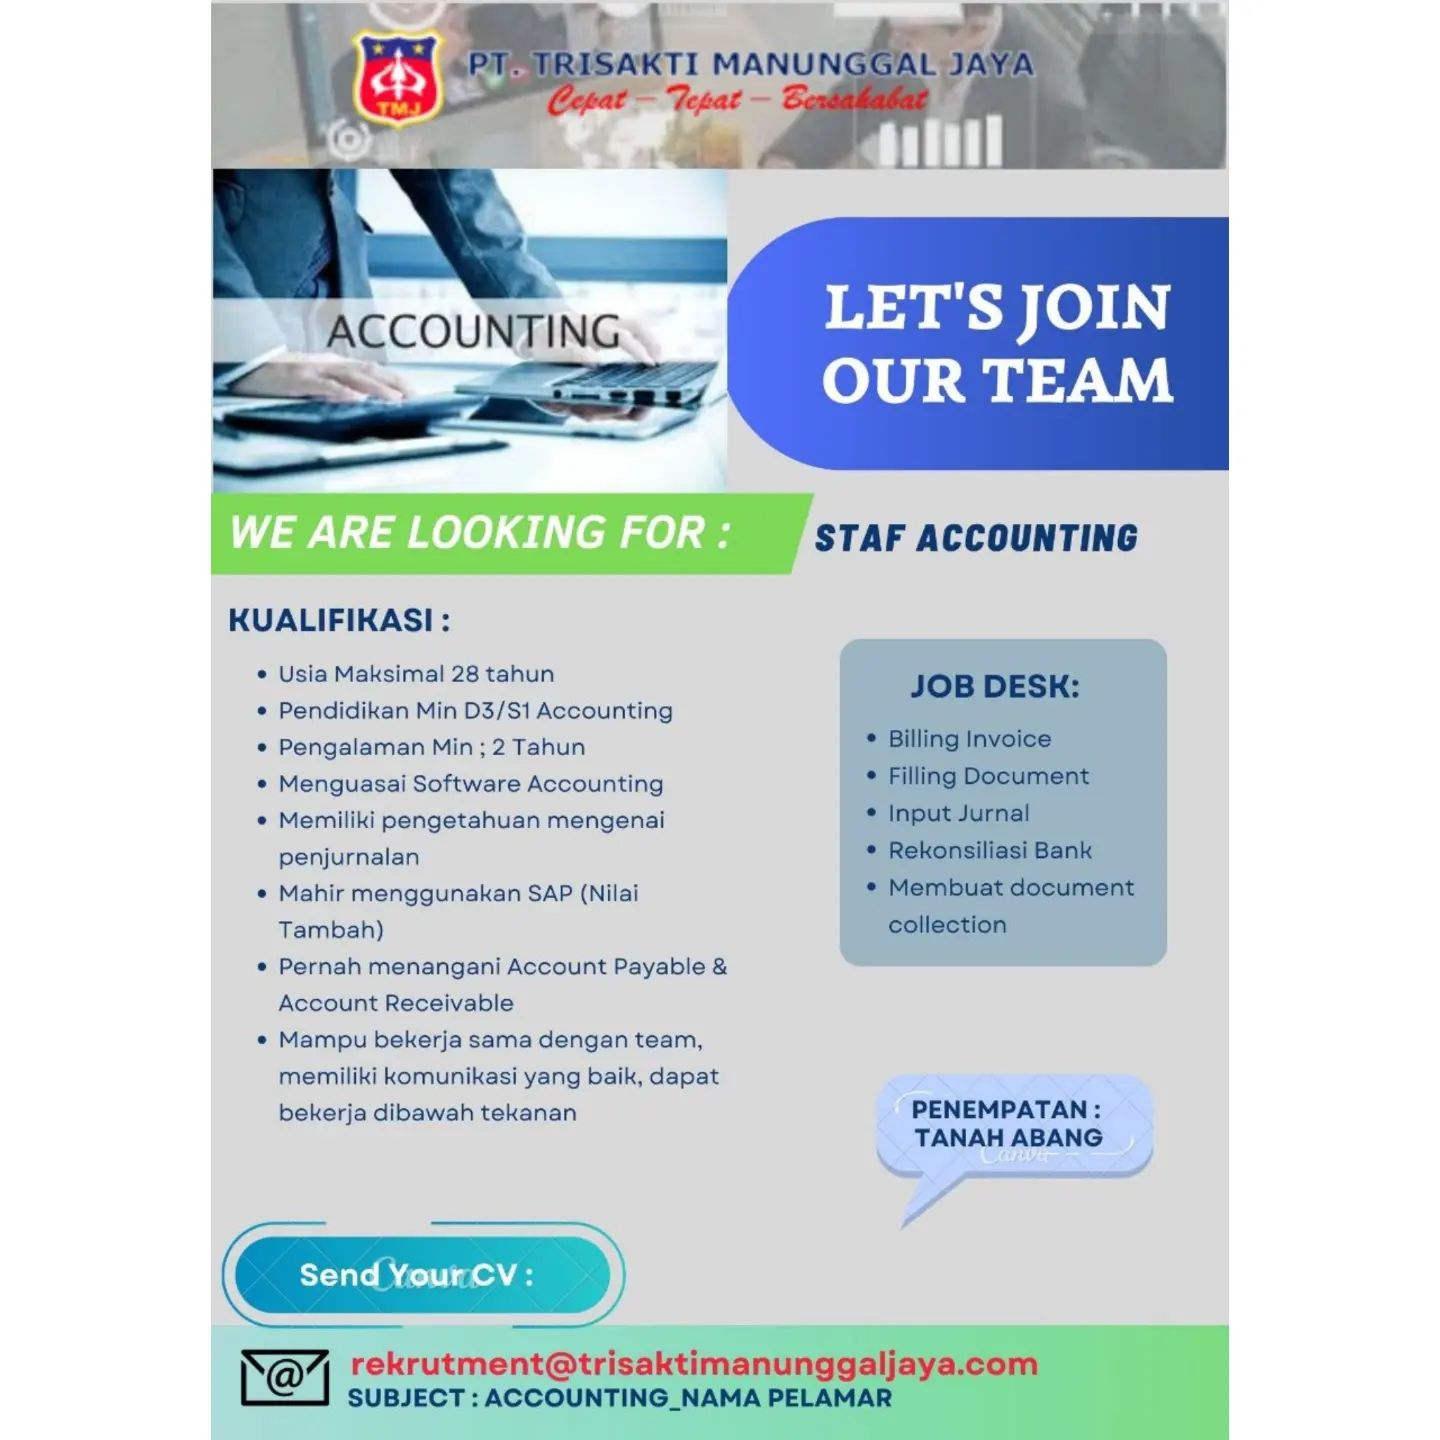 PT. TRISAKTI MANUNGGAL JAYA
Cepat – Tepat – Bersahabat
TMJ
ACCOUNTING
LET'S JOIN
OUR TEAM
WE ARE LOOKING FOR :
STAF ACCOUNTING
KUALIFIKASI :
• Usia Maksimal 28 tahun
• Pendidikan Min D3/S1 Accounting
• Pengalaman Min ; 2 Tahun
• Menguasai Software Accounting
• Memiliki pengetahuan mengenai
penjurnalan
• Mahir menggunakan SAP (Nilai
Tambah)
• Pernah menangani Account Payable &
Account Receivable
• Mampu bekerja sama dengan team,
memiliki komunikasi yang baik, dapat
bekerja dibawah tekanan
JOB DESK:
• Billing Invoice
• Filling Document
• Input Jurnal
• Rekonsiliasi Bank
• Membuat document
collection
PENEMPATAN :
TANAH ABANG
Canva
Send Your CV :
Canva
@
rekrutment@trisaktimanunggaljaya.com
SUBJECT : ACCOUNTING_NAMA PELAMAR